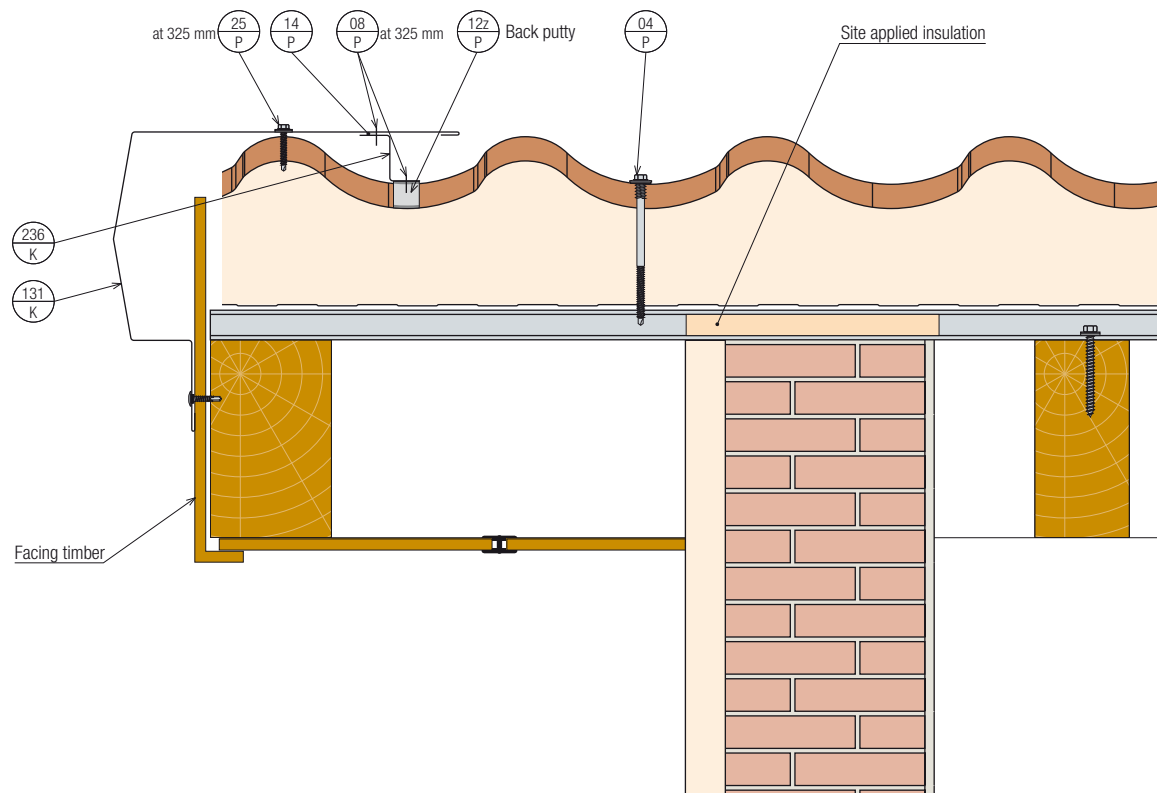 at 325 mm
25
P
14
P
08
P
at 325 mm
12z
P
Back putty
04
P
Site applied insulation
236
K
131
K
Facing timber